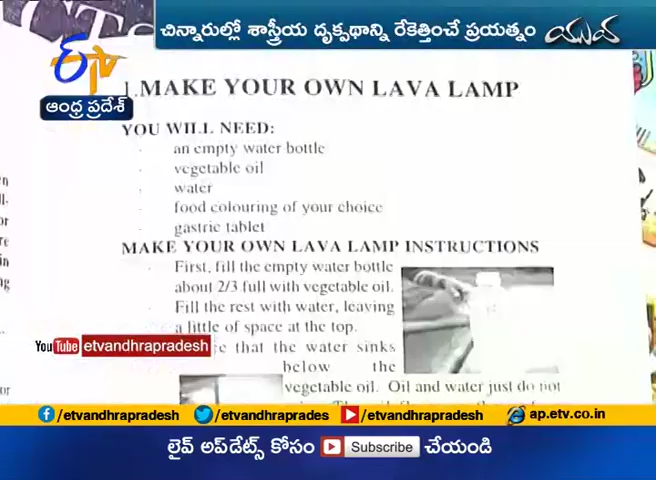 చిన్నారుల్లో శాస్త్రీయ దృక్పథాన్ని రేకెత్తించే ప్రయత్నం యువ
ETV
ఆంధ్ర ప్రదేశ్
1.MAKE YOUR OWN LAVA LAMP
YOU WILL NEED:
an empty water bottle
vegetable oil
water
food colouring of your choice
gastric tablet
MAKE YOUR OWN LAVA LAMP INSTRUCTIONS
First, fill the empty water bottle
about 2/3 full with vegetable oil.
Fill the rest with water, leaving
a little of space at the top.
that the water sinks
below the
vegetable oil. Oil and water just do not
YouTube etvandhrapradesh
/etvandhrapradesh /etvandhrapradesh /etvandhrapradesh ap.etv.co.in
లైవ్ అప్‌డేట్స్ కోసం Subscribe చేయండి